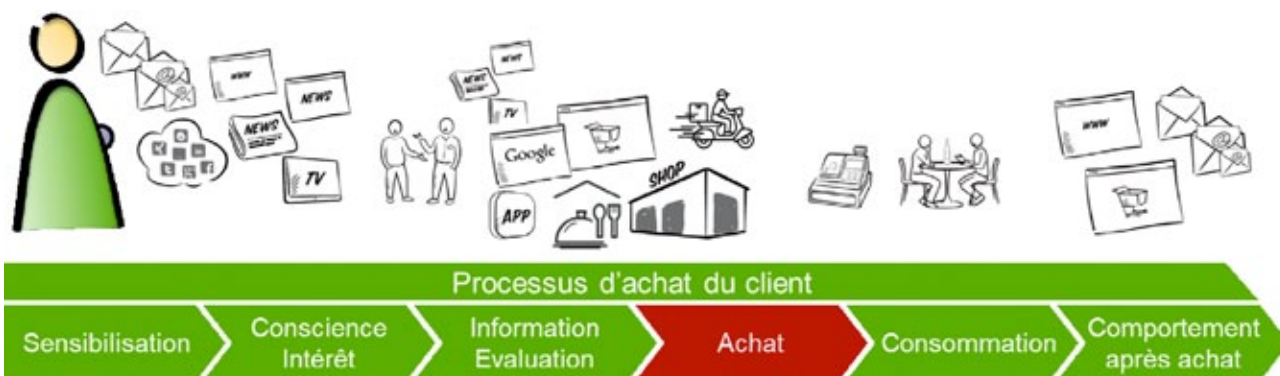 WWW
NEWS
NEWS
TV
NEWS
NEWS
TV
Google
APP
SHOP
WWW
Processus d'achat du client
Sensibilisation
Conscience
Intérêt
Information
Evaluation
Achat
Consommation
Comportement
après achat